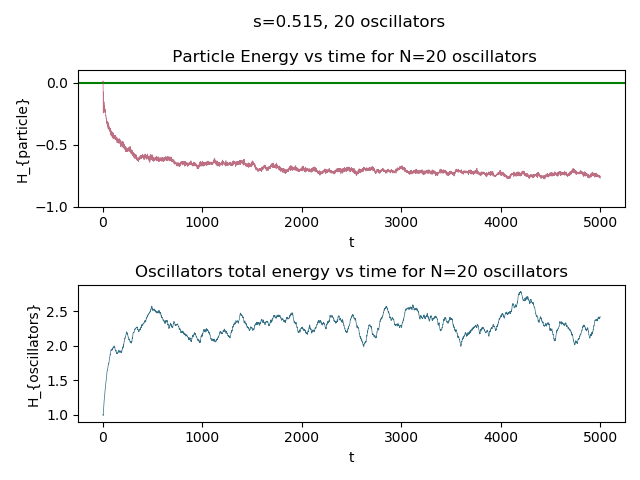 s=0.515, 20 oscillators
Particle Energy vs time for N=20 oscillators
H_{particle}
0.0
−0.5
−1.0
0
1000
2000
3000
4000
5000
t
Oscillators total energy vs time for N=20 oscillators
H_{oscillators}
2.5
2.0
1.5
1.0
0
1000
2000
3000
4000
5000
t